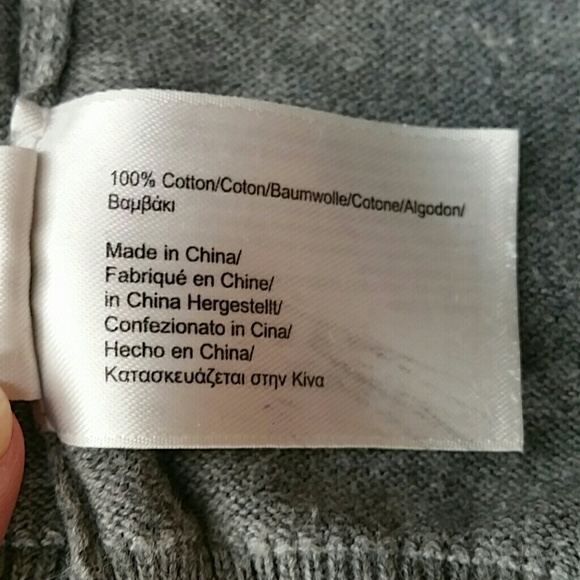 100% Cotton/Coton/Baumwolle/Cotone/Algodon/
Βαμβάκι
Made in China/
Fabriqué en Chine/
in China Hergestellt/
Confezionato in Cina/
Hecho en China/
Κατασκευάζεται στην Κίνα